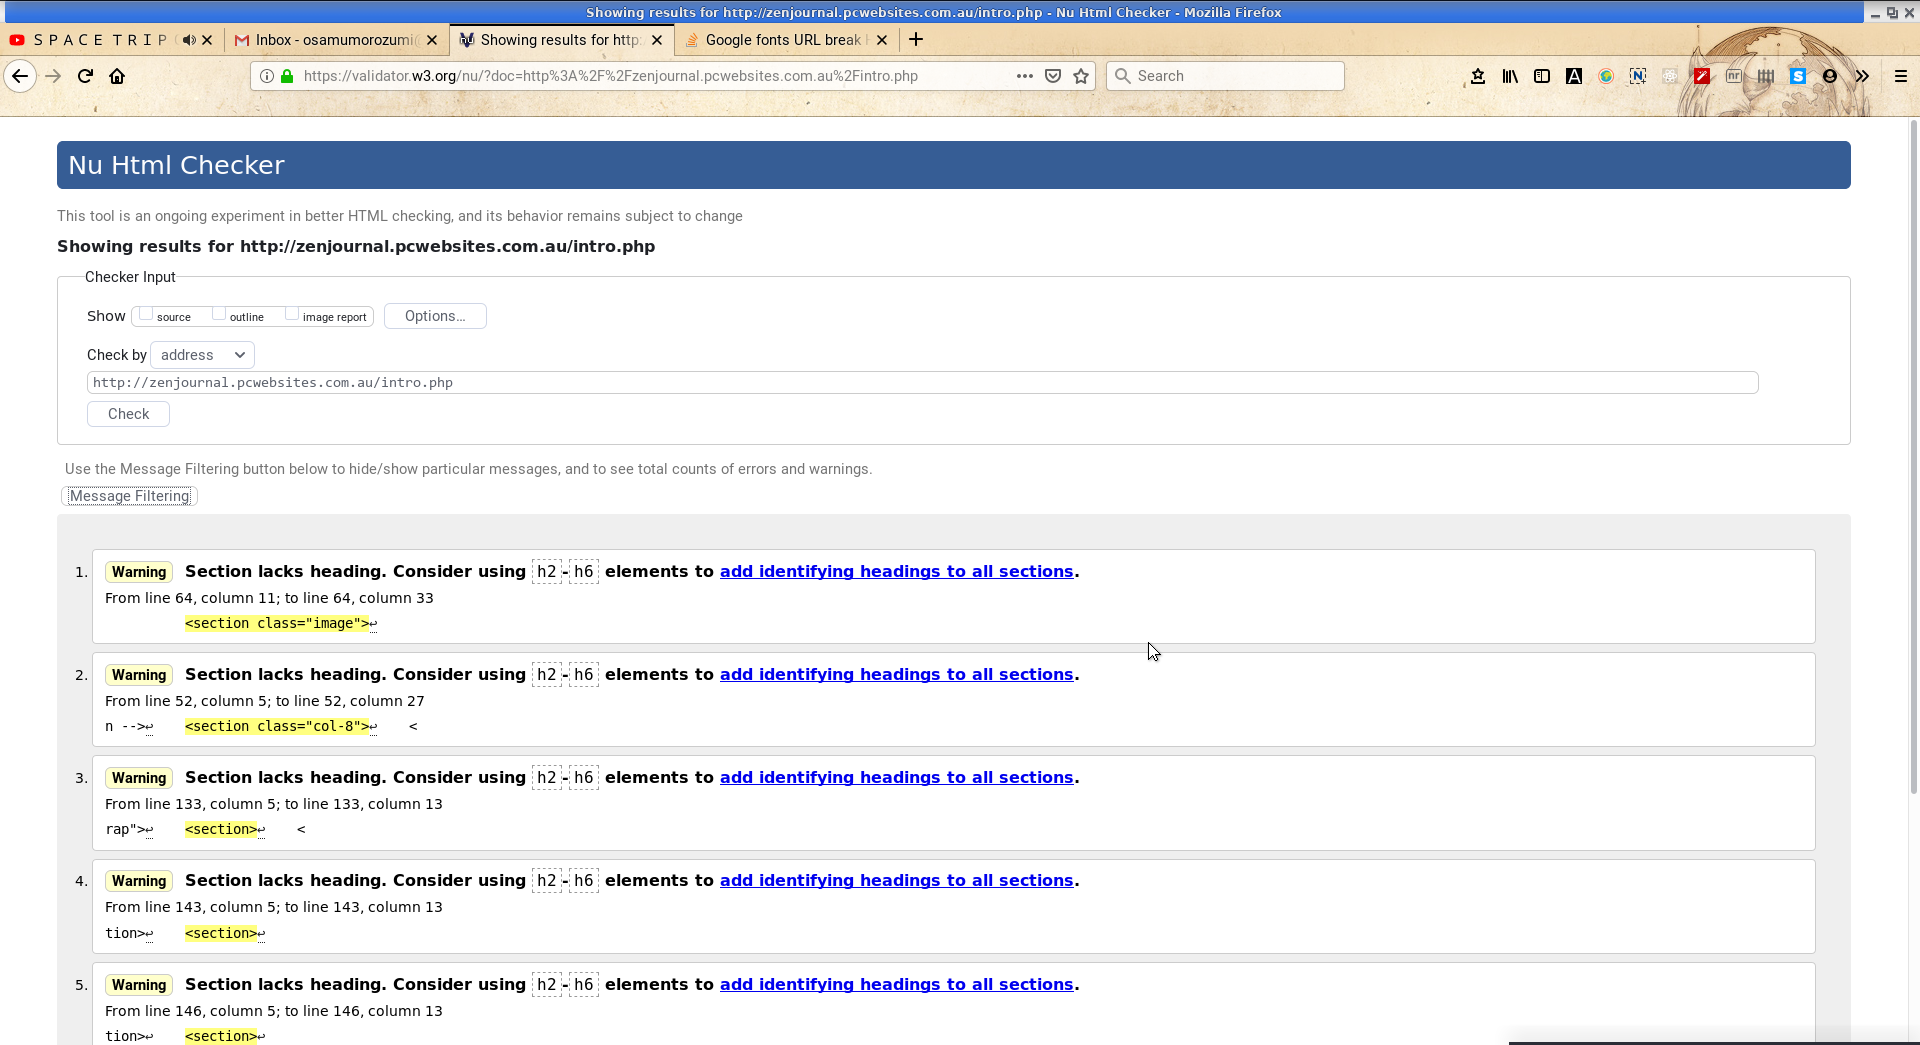 Showing results for http://zenjournal.pcwebsites.com.au/intro.php - Nu Html Checker - Mozilla Firefox
S P A C E T R I P
Inbox - osamumorozumi
Showing results for http:
Google fonts URL break
https://validator.w3.org/nu/?doc=http%3A%2F%2Fzenjournal.pcwebsites.com.au%2Fintro.php
Search
Nu Html Checker
This tool is an ongoing experiment in better HTML checking, and its behavior remains subject to change
Showing results for http://zenjournal.pcwebsites.com.au/intro.php
Checker Input
Show source outline image report Options...
Check by address
http://zenjournal.pcwebsites.com.au/intro.php
Check
Use the Message Filtering button below to hide/show particular messages, and to see total counts of errors and warnings.
Message Filtering
1. Warning Section lacks heading. Consider using h2-h6 elements to add identifying headings to all sections.
From line 64, column 11; to line 64, column 33
<section class="image">↩
2. Warning Section lacks heading. Consider using h2-h6 elements to add identifying headings to all sections.
From line 52, column 5; to line 52, column 27
n -->↩ <section class="col-8">↩ <
3. Warning Section lacks heading. Consider using h2-h6 elements to add identifying headings to all sections.
From line 133, column 5; to line 133, column 13
rap">↩ <section>↩ <
4. Warning Section lacks heading. Consider using h2-h6 elements to add identifying headings to all sections.
From line 143, column 5; to line 143, column 13
tion>↩ <section>↩
5. Warning Section lacks heading. Consider using h2-h6 elements to add identifying headings to all sections.
From line 146, column 5; to line 146, column 13
tion>↩ <section>↩